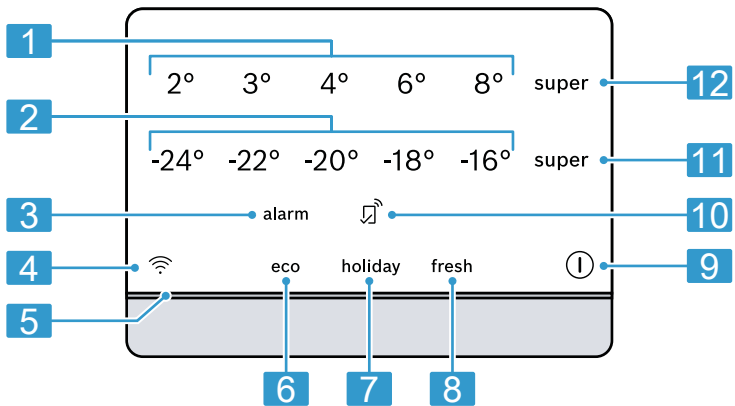 1
2° 3° 4° 6° 8° super 12
2
-24° -22° -20° -18° -16° super 11
3 alarm 10
4 eco holiday fresh 9
5
6 7 8